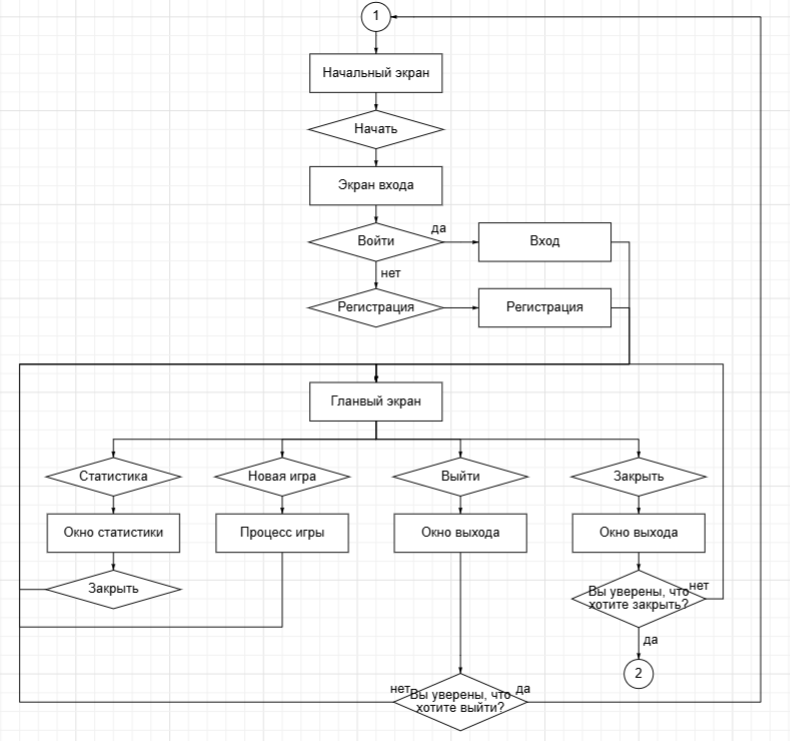 1
Начальный экран
Начать
Экран входа
Войти
да
Вход
нет
Регистрация
Регистрация
Гланвый экран
Статистика
Новая игра
Выйти
Закрыть
Окно статистики
Процесс игры
Окно выхода
Окно выхода
Закрыть
Вы уверены, что
хотите закрыть?
нет
да
2
нет
Вы уверены, что
хотите выйти?
да